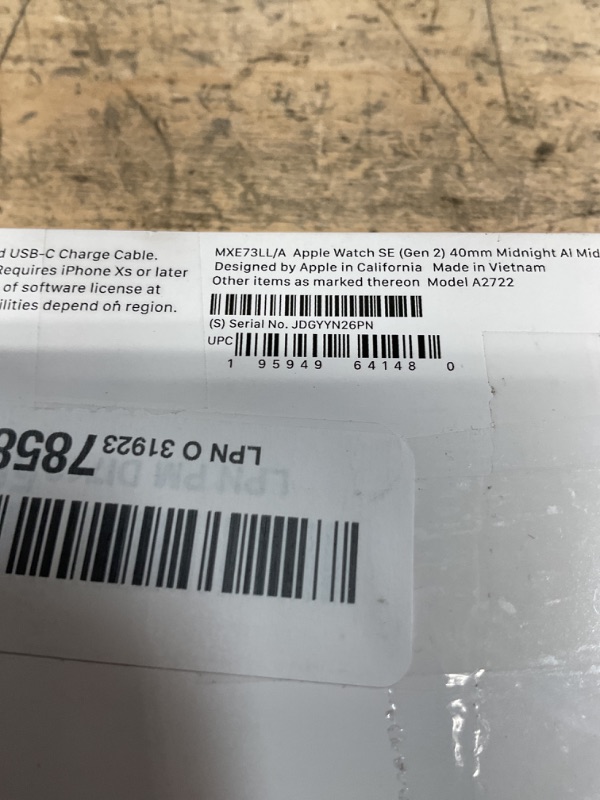 d USB-C Charge Cable.
Requires iPhone Xs or later
of software license at
ilities depend on region.
MXE73LL/A Apple Watch SE (Gen 2) 40mm Midnight Al Mid
Designed by Apple in California Made in Vietnam
Other items as marked thereon Model A2722
(S) Serial No. JDGYYN26PN
UPC
1 95949 64148 0
LPN O 31923 7858